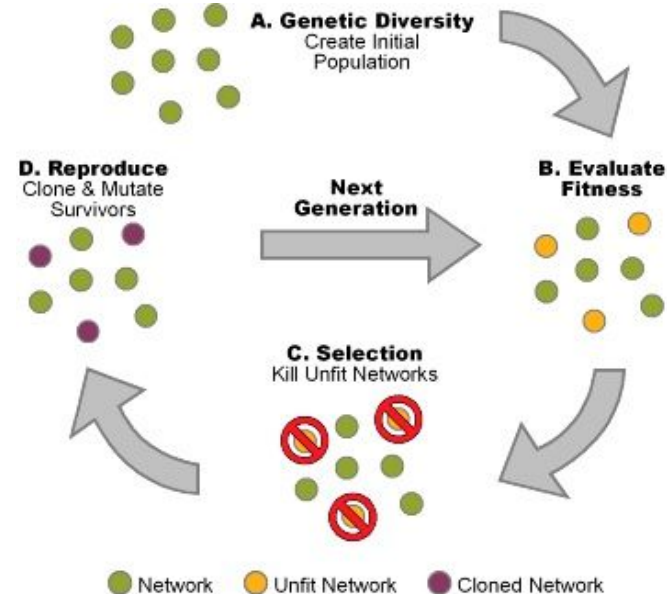 A. Genetic Diversity
Create Initial
Population
D. Reproduce
Clone & Mutate
Survivors
Next
Generation
B. Evaluate
Fitness
C. Selection
Kill Unfit Networks
Network
Unfit Network
Cloned Network